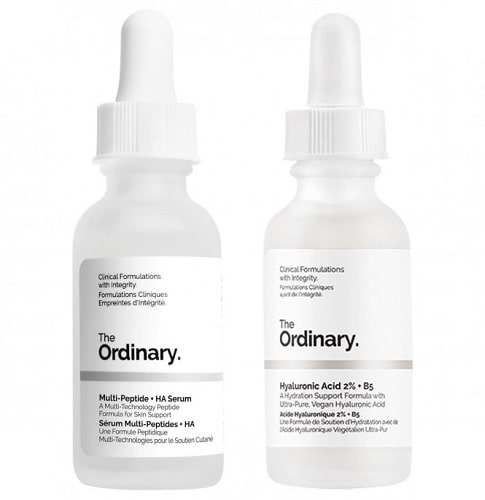 Clinical Formulations
with Integrity.
Formulations Cliniques
Empreintes d'Intégrité.
The
Ordinary.
Multi-Peptide + HA Serum
A Multi-Technology Peptide
Formula for Skin Support
Sérum Multi-Peptides + HA
Une Formule Peptidique
Multi-Technologies pour le Soutien Cutané
Clinical Formulations
with Integrity.
Formulations Cliniques
ayant de l'Intégrité.
The
Ordinary.
Hyaluronic Acid 2% + B5
A Hydration Support Formula with
Ultra-Pure, Vegan Hyaluronic Acid
Acide Hyaluronique 2% + B5
Une Formule de Soutien d'Hydratation avec de
l'Acide Hyaluronique Végétalien Ultra-Pur